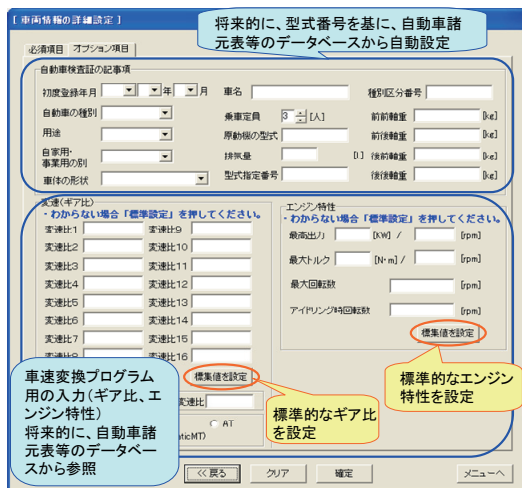 [ 車両情報の詳細設定 ]
将来的に、型式番号を基に、自動車諸
元表等のデータベースから自動設定
必須項目 オプション項目
自動車検査証の記事項
初度登録年月 年 月 車名 種別区分番号
自動車の種別 乗車定員 3 [人] 前前軸重 [kg]
用途 原動機の型式 前後軸重 [kg]
自家用・
事業用の別 排気量 [l] 後前軸重 [kg]
車体の形状 型式指定番号 後後軸重 [kg]
変速(ギア比)
・わからない場合「標準設定」を押してください。
変速比1 変速比9
変速比2 変速比10
変速比3 変速比11
変速比4 変速比12
変速比5 変速比13
変速比6 変速比14
変速比7 変速比15
変速比8 変速比16
標集値を設定
変速比
AT
ticMT)
エンジン特性
・わからない場合「標準設定」を押してください。
最高出力 [KW] / [rpm]
最大トルク [N・m] / [rpm]
最大回転数 [rpm]
アイドリング時回転数 [rpm]
標集値を設定
車速変換プログラム
用の入力(ギア比、エ
ンジン特性)
将来的に、自動車諸
元表等のデータベー
スから参照
標準的なギア比
を設定
標準的なエンジン
特性を設定
<<戻る クリア 確定 メニューへ